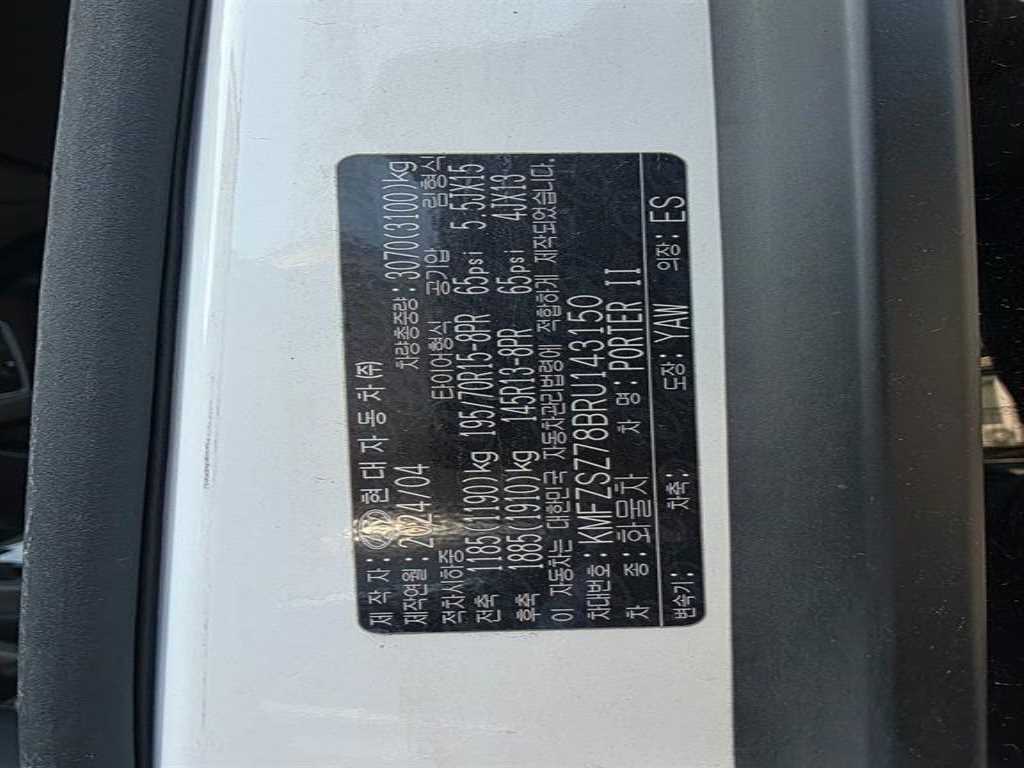 제 작 자 : 현 대 자 동 차 (주)
제작연월 : 2024/04 차량총중량: 3070(3100)kg
적차시하중 타이어형식 공기압 림형식
전축 1185(1190)kg 195/70R15-8PR 65psi 5.5JX15
후축 1885(1910)kg 145R13-8PR 65psi 4JX13
이 자동차는 대한민국 자동차관리법령에 적합하게 제작되었습니다.
차대번호: KMFZSZ78BRU143150
차 종 : 화물차 차 명 : PORTER II
변속기: 차축: 도장: YAW 의장: ES